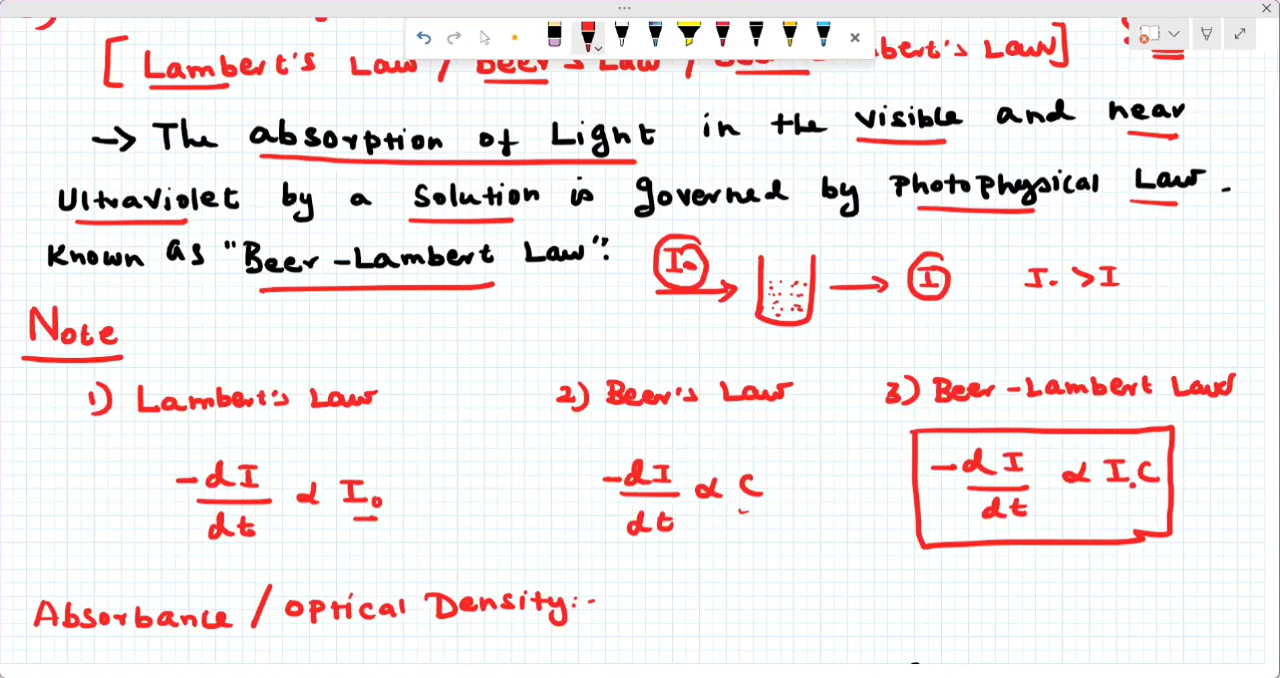 [Lambert's Law / Beer's Law / bert's Law]
→ The absorption of Light in the visible and near
Ultraviolet by a Solution is governed by Photophysical Law.
Known as "Beer-Lambert Law".
I₀ → I I₀ > I
Note
1) Lambert's Law 2) Beer's Law 3) Beer-Lambert Law
-dI/dt ∝ I₀ -dI/dt ∝ C -dI/dt ∝ I₀C
Absorbance / Optical Density:-